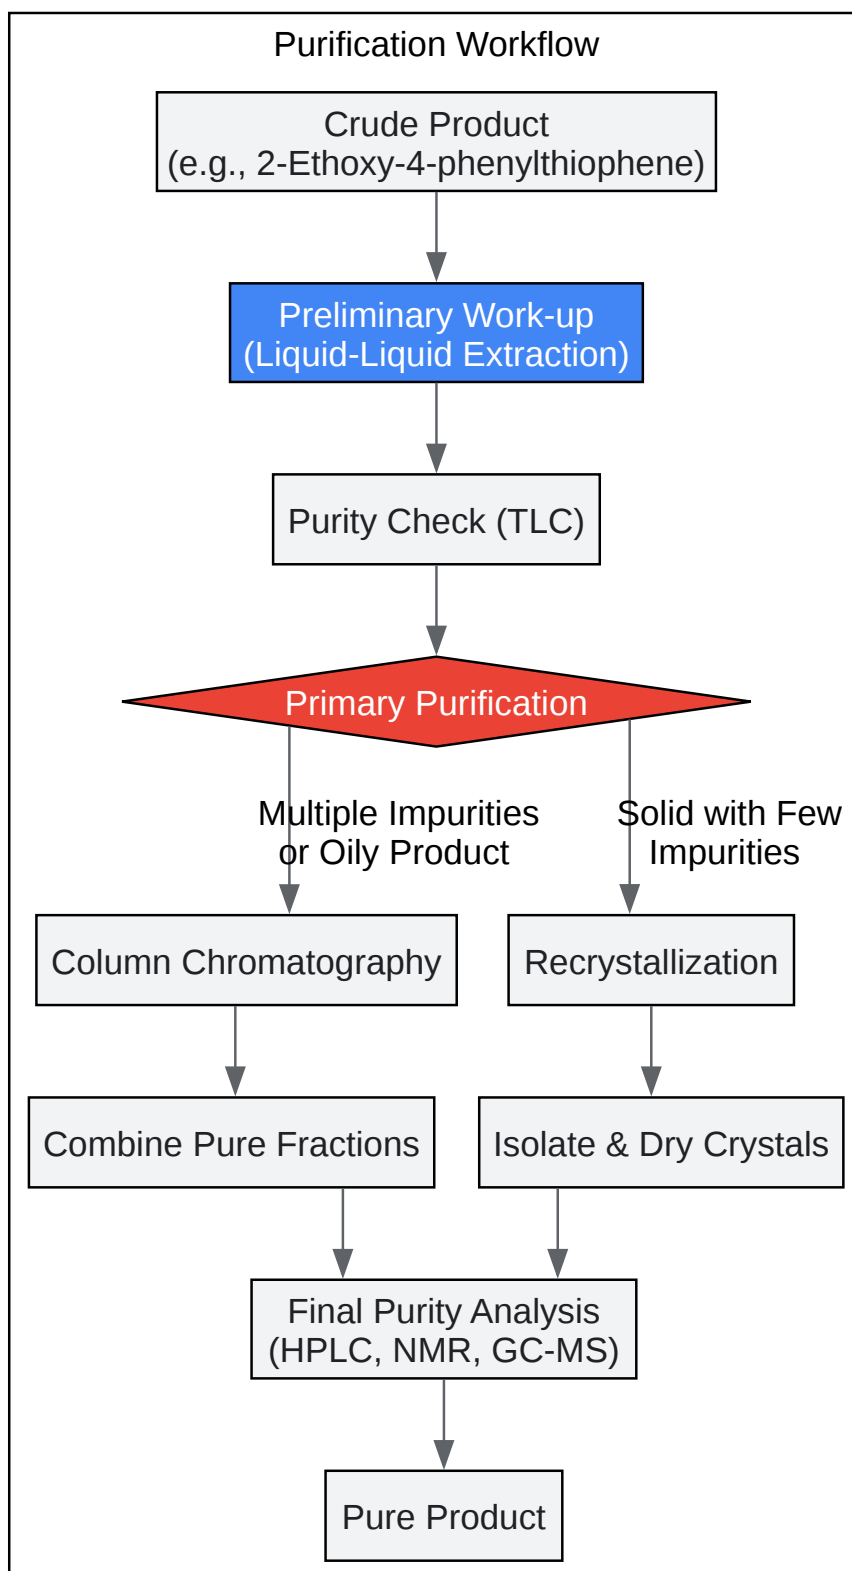 Purification Workflow
Crude Product
(e.g., 2-Ethoxy-4-phenylthiophene)
Preliminary Work-up
(Liquid-Liquid Extraction)
Purity Check (TLC)
Primary Purification
Multiple Impurities
or Oily Product
Solid with Few
Impurities
Column Chromatography
Recrystallization
Combine Pure Fractions
Isolate & Dry Crystals
Final Purity Analysis
(HPLC, NMR, GC-MS)
Pure Product